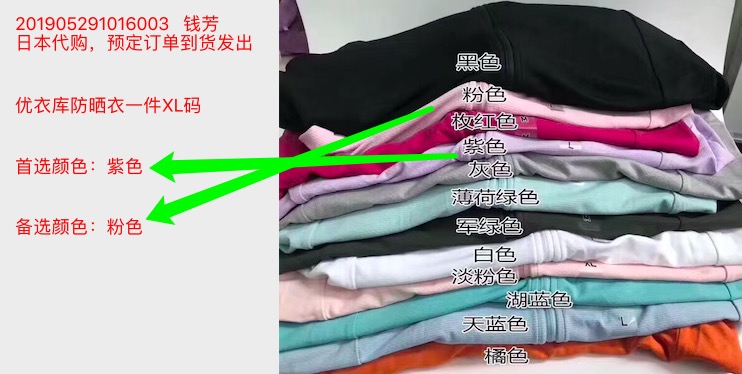 201905291016003 钱芳
日本代购，预定订单到货发出
优衣库防晒衣一件XL码
首选颜色：紫色
备选颜色：粉色
黑色
粉色
M
枚红色
紫色
L
灰色
薄荷绿色
军绿色
白色
XL
淡粉色
湖蓝色
天蓝色
L
橘色